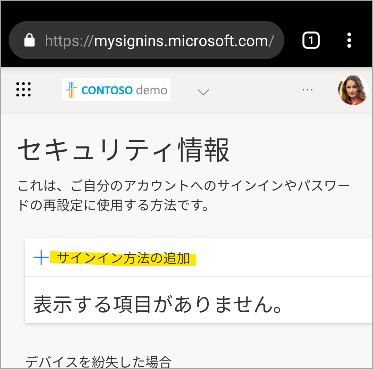 https://mysignins.microsoft.com/
1
CONTOSO demo
セキュリティ情報
これは、ご自分のアカウントへのサインインやパスワー
ドの再設定に使用する方法です。
+ サインイン方法の追加
表示する項目がありません。
デバイスを紛失した場合